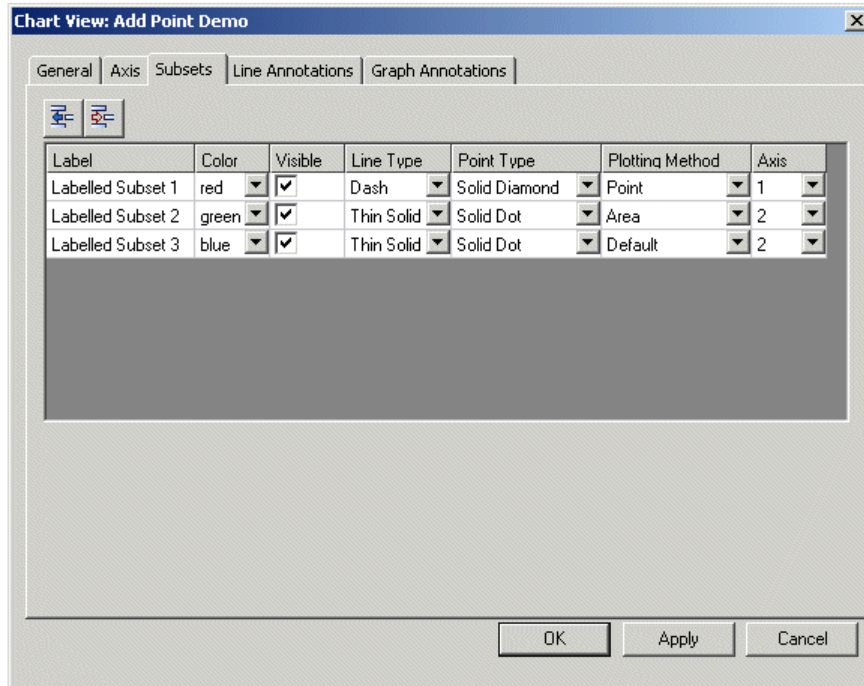 Chart View: Add Point Demo
General Axis Subsets Line Annotations Graph Annotations
Label Color Visible Line Type Point Type Plotting Method Axis
Labelled Subset 1 red Dash Solid Diamond Point 1
Labelled Subset 2 green Thin Solid Solid Dot Area 2
Labelled Subset 3 blue Thin Solid Solid Dot Default 2
OK Apply Cancel